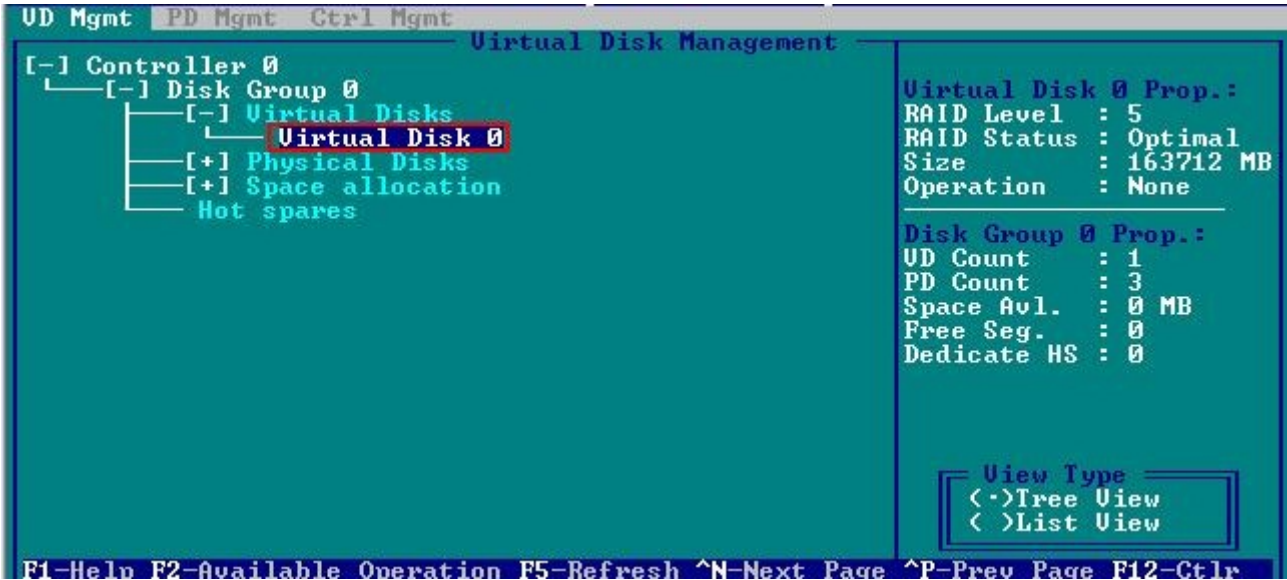 VD Mgmt PD Mgmt Ctrl Mgmt
Virtual Disk Management
[-] Controller 0
[-] Disk Group 0
[-] Virtual Disks
Virtual Disk 0
[+] Physical Disks
[+] Space allocation
Hot spares
Virtual Disk 0 Prop.:
RAID Level : 5
RAID Status : Optimal
Size : 163712 MB
Operation : None
Disk Group 0 Prop.:
VD Count : 1
PD Count : 3
Space Avl. : 0 MB
Free Seg. : 0
Dedicate HS : 0
View Type
(·)Tree View
( )List View
F1-Help F2-Available Operation F5-Refresh ^N-Next Page ^P-Prev Page F12-Ctlr